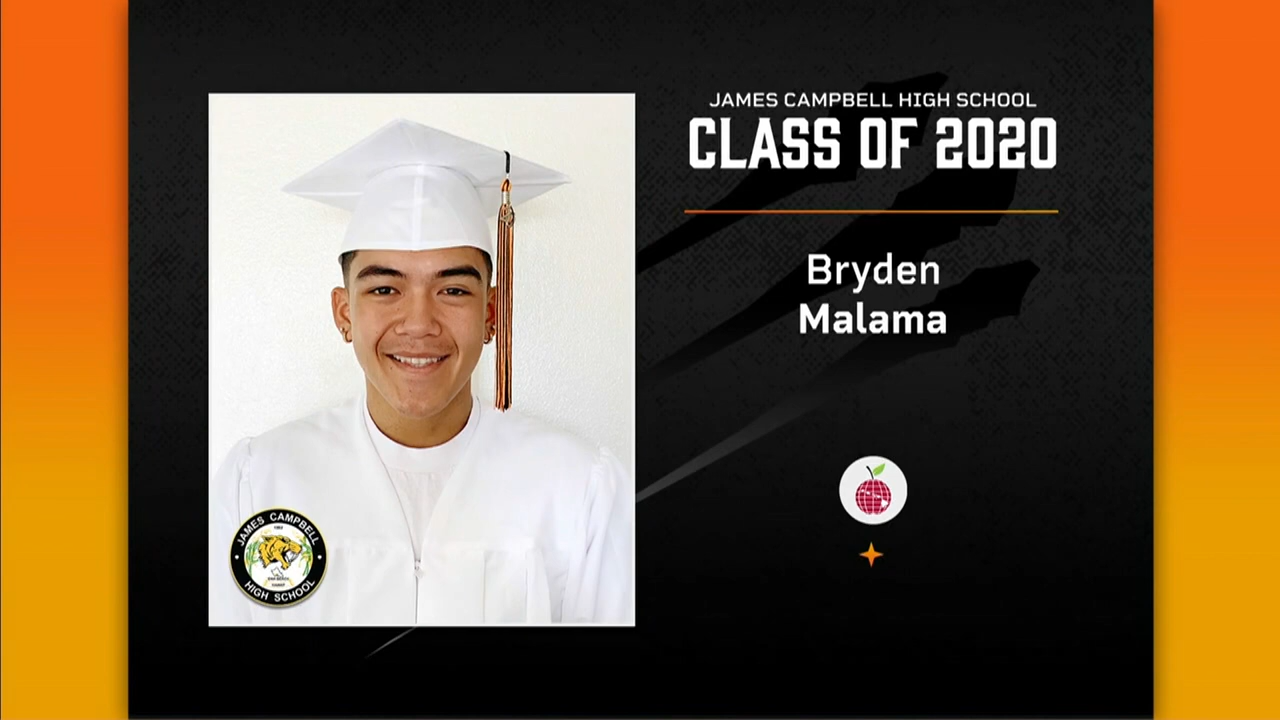 JAMES CAMPBELL HIGH SCHOOL
CLASS OF 2020
Bryden
Malama
JAMES CAMPBELL
HIGH SCHOOL